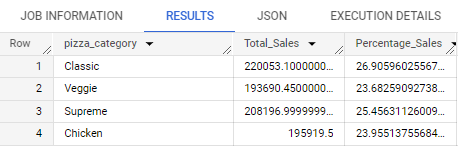 JOB INFORMATION RESULTS JSON EXECUTION DETAILS
Row pizza_category Total_Sales Percentage_Sales
1 Classic 220053.1000000... 26.90596025567...
2 Veggie 193690.4500000... 23.68259092738...
3 Supreme 208196.9999999... 25.45631126009...
4 Chicken 195919.5 23.95513755684...